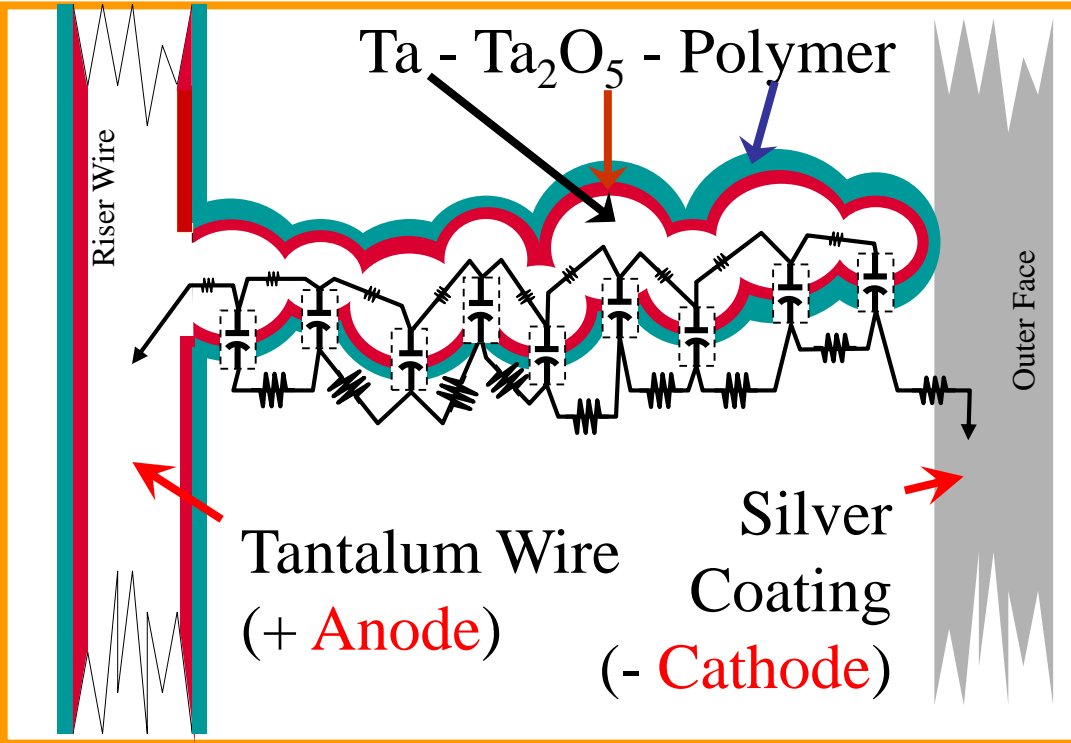 Ta - Ta₂O₅ - Polymer
Riser Wire
Outer Face
Tantalum Wire
(+ Anode)
Silver
Coating
(- Cathode)